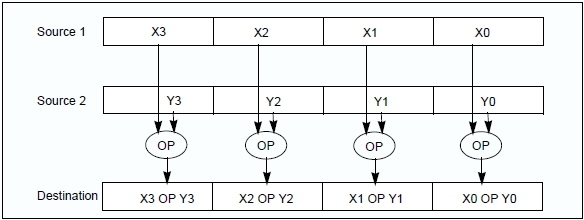 Source 1 X3 X2 X1 X0
Source 2 Y3 Y2 Y1 Y0
OP OP OP OP
Destination X3 OP Y3 X2 OP Y2 X1 OP Y1 X0 OP Y0